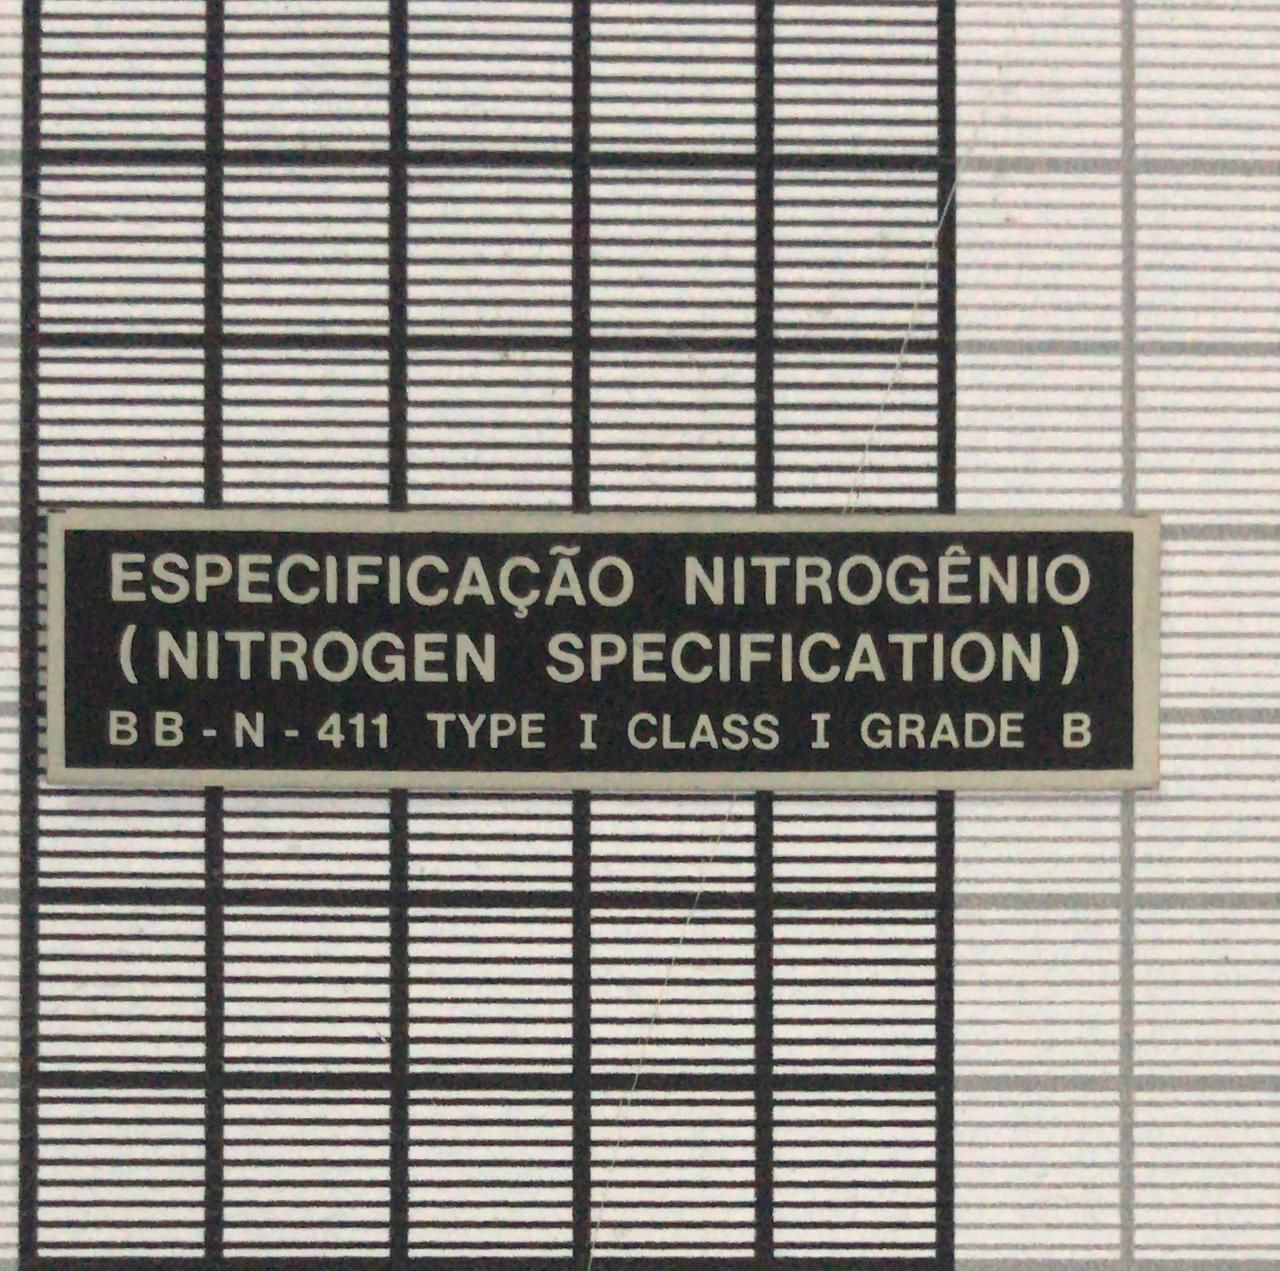 ESPECIFICAÇÃO NITROGÊNIO
(NITROGEN SPECIFICATION)
BB-N-411 TYPE I CLASS I GRADE B